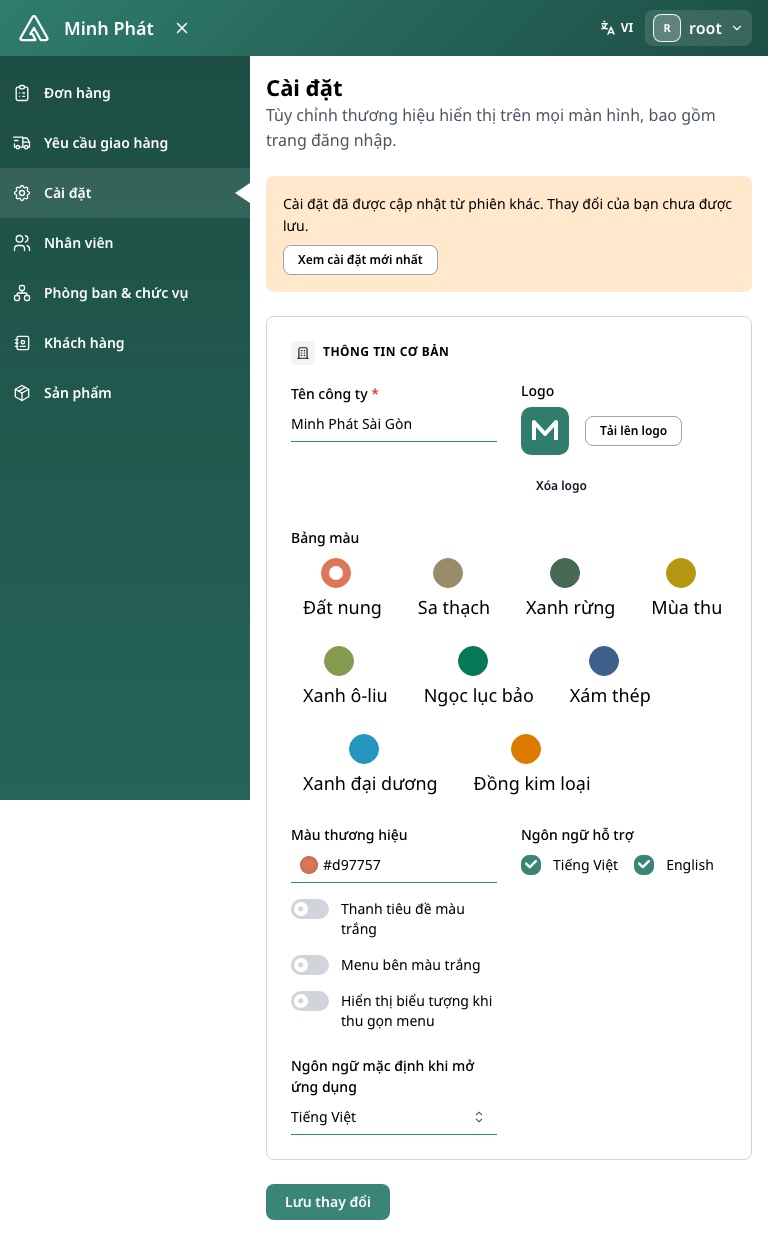 Minh Phát
VI
R
root
Đơn hàng
Yêu cầu giao hàng
Cài đặt
Nhân viên
Phòng ban & chức vụ
Khách hàng
Sản phẩm
Cài đặt
Tùy chỉnh thương hiệu hiển thị trên mọi màn hình, bao gồm
trang đăng nhập.
Cài đặt đã được cập nhật từ phiên khác. Thay đổi của bạn chưa được
lưu.
Xem cài đặt mới nhất
THÔNG TIN CƠ BẢN
Tên công ty *
Minh Phát Sài Gòn
Logo
Tải lên logo
Xóa logo
Bảng màu
Đất nung
Sa thạch
Xanh rừng
Mùa thu
Xanh ô-liu
Ngọc lục bảo
Xám thép
Xanh đại dương
Đồng kim loại
Màu thương hiệu
#d97757
Ngôn ngữ hỗ trợ
Tiếng Việt
English
Thanh tiêu đề màu
trắng
Menu bên màu trắng
Hiển thị biểu tượng khi
thu gọn menu
Ngôn ngữ mặc định khi mở
ứng dụng
Tiếng Việt
Lưu thay đổi